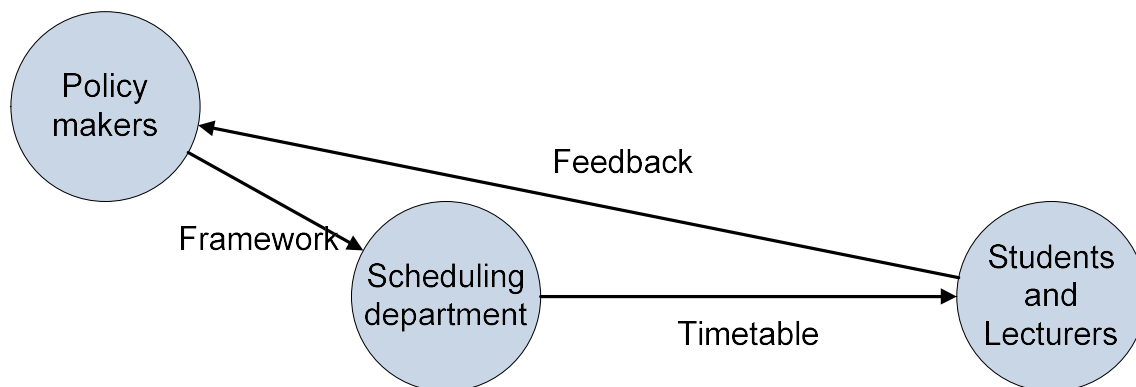 Policy
makers
Feedback
Framework
Scheduling
department
Students
and
Lecturers
Timetable